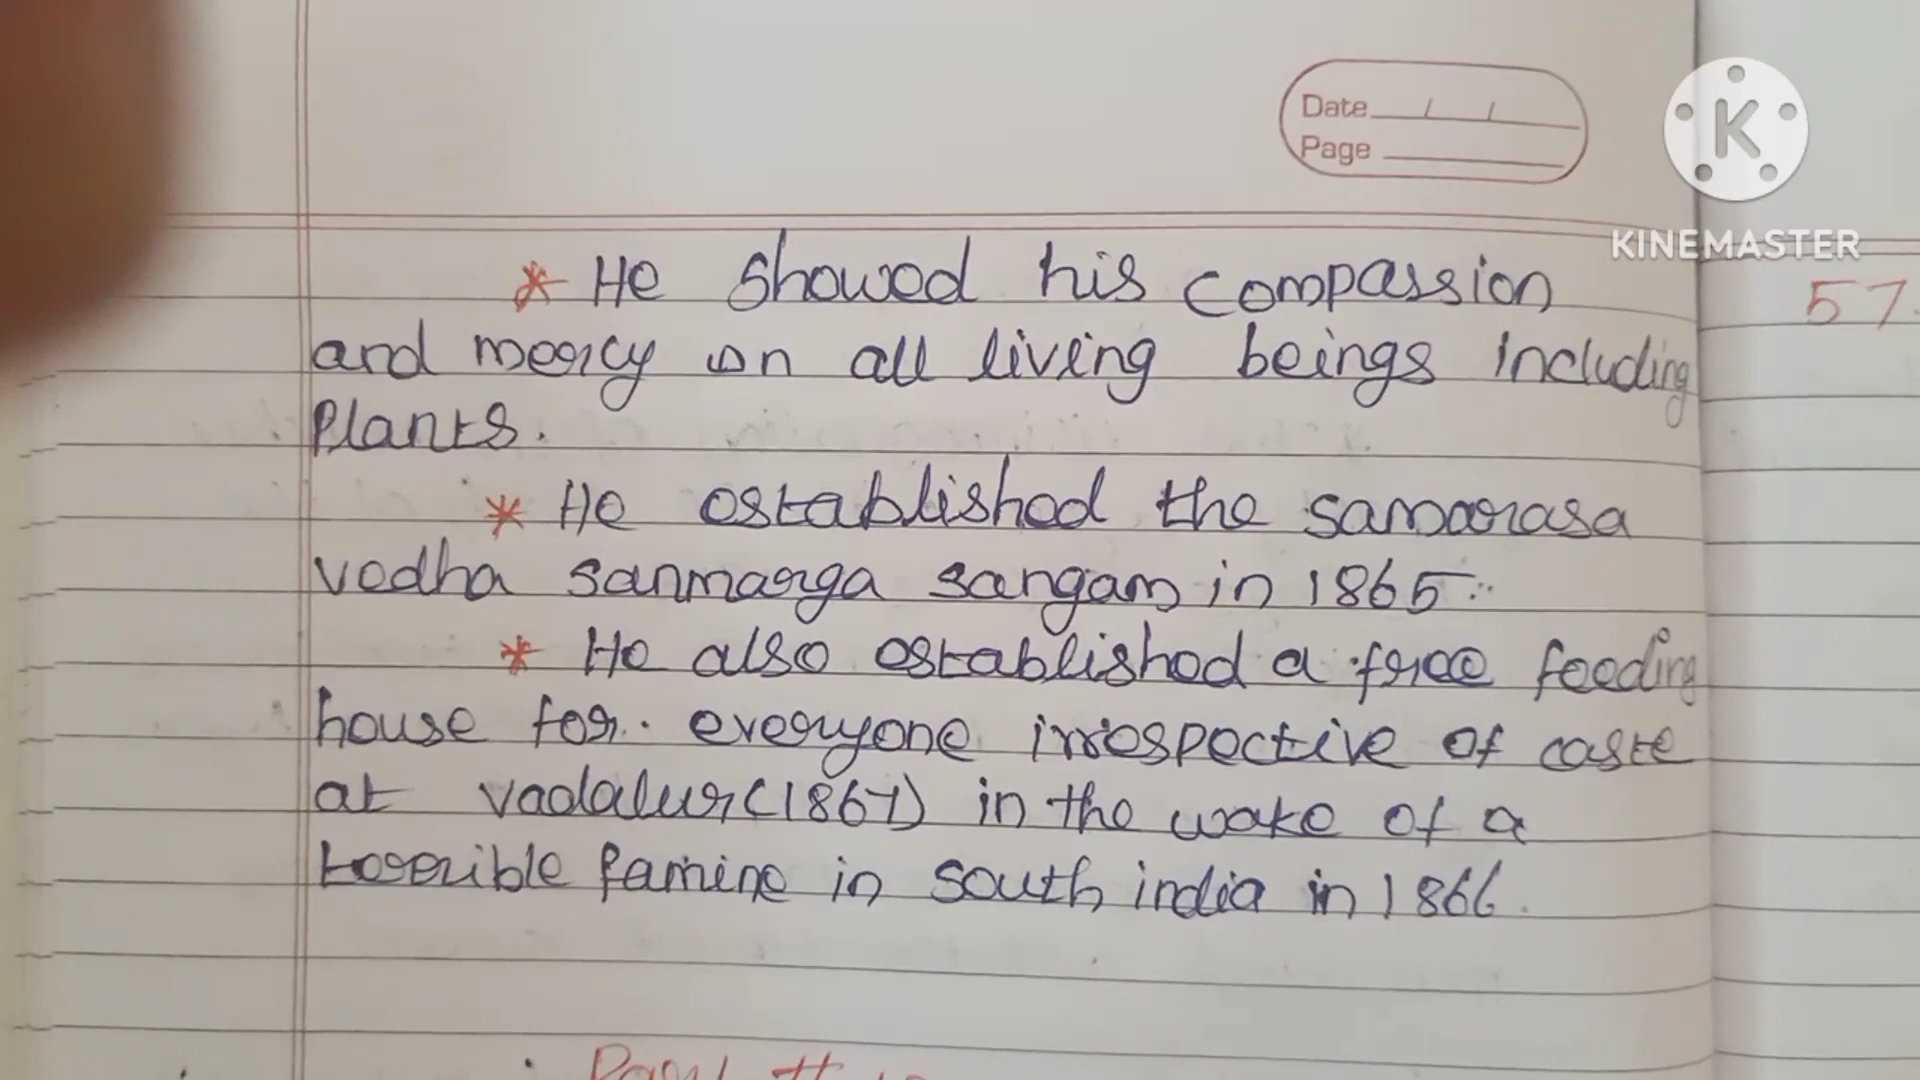 Date / /
Page
KINEMASTER
* He showed his compassion
and mercy on all living beings including
plants.
* He established the samarasa
vedha sanmarga sangam in 1865.
* He also established a free feeding
house for everyone irrespective of caste
at vadalur (1867) in the wake of a
terrible famine in south india in 1866.
57.